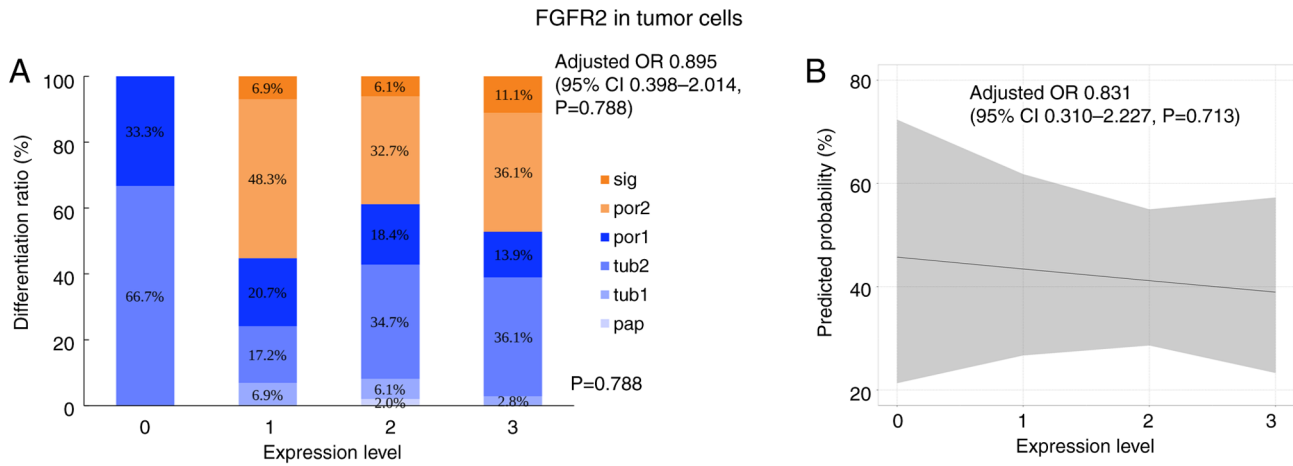 FGFR2 in tumor cells
A
Adjusted OR 0.895
(95% CI 0.398–2.014,
P=0.788)
Differentiation ratio (%)
100
80
60
40
20
0
33.3%
66.7%
6.9%
48.3%
20.7%
17.2%
6.9%
6.1%
32.7%
18.4%
34.7%
6.1%
2.0%
11.1%
36.1%
13.9%
36.1%
2.8%
0
1
2
3
Expression level
sig
por2
por1
tub2
tub1
pap
P=0.788
B
Adjusted OR 0.831
(95% CI 0.310–2.227, P=0.713)
Predicted probability (%)
80
60
40
20
0
1
2
3
Expression level